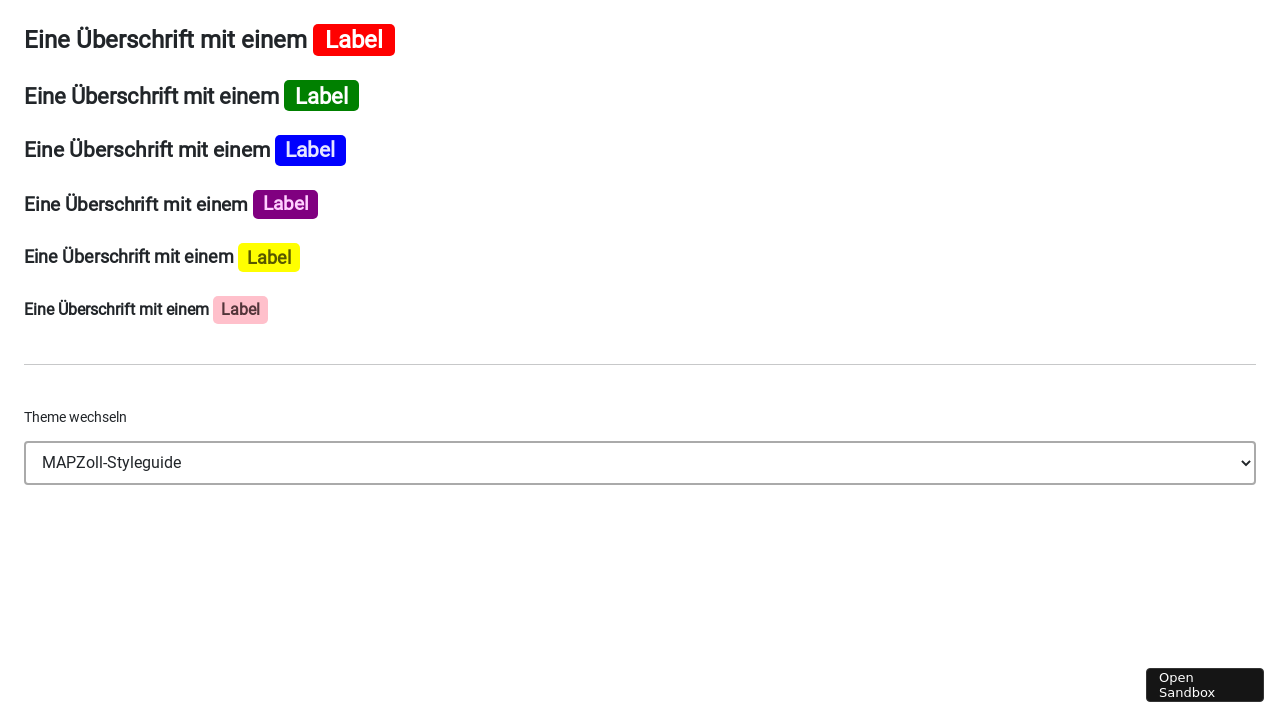 Eine Überschrift mit einem Label
Eine Überschrift mit einem Label
Eine Überschrift mit einem Label
Eine Überschrift mit einem Label
Eine Überschrift mit einem Label
Eine Überschrift mit einem Label
Theme wechseln
MAPZoll-Styleguide
Open
Sandbox